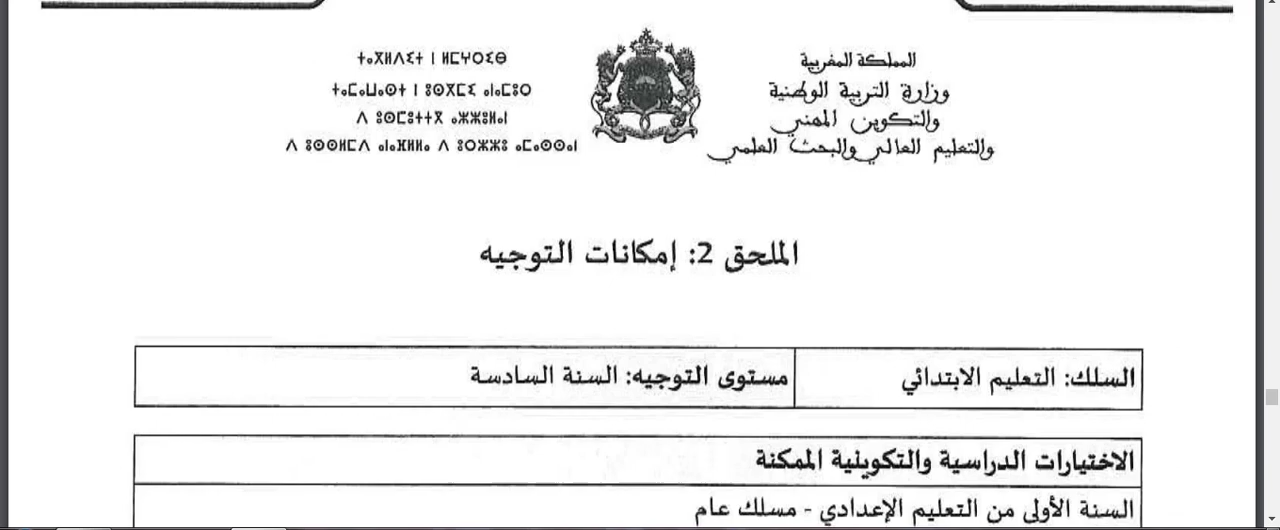 المملكة المغربية
وزارة التربية الوطنية
والتكوين المهني
والتعليم العالي والبحث العلمي
ⵜⴰⴳⵍⴷⵉⵜ ⵏ ⵍⵎⵖⵔⵉⴱ
ⵜⴰⵎⴰⵡⴰⵙⵜ ⵏ ⵓⵙⴳⵎⵉ ⴰⵏⴰⵎⵓⵔ
ⴷ ⵓⵙⵎⵓⵜⵜⴳ ⴰⵣⵣⵓⵍⴰⵏ
ⴷ ⵓⵙⵙⵍⵎⴷ ⴰⵏⴰⴼⵍⵍⴰ ⴷ ⵓⵔⵣⵣⵓ ⴰⵎⴰⵙⵙⴰⵏ
الملحق 2: إمكانات التوجيه
السلك: التعليم الابتدائي
مستوى التوجيه: السنة السادسة
الاختيارات الدراسية والتكوينية الممكنة
السنة الأولى من التعليم الإعدادي - مسلك عام